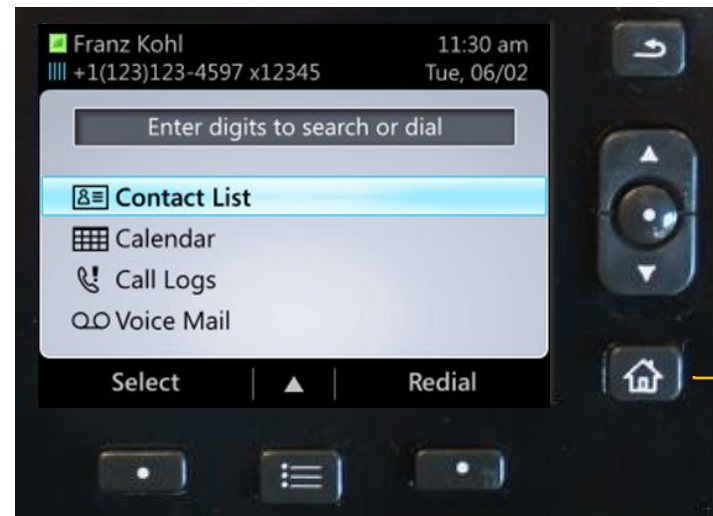 Franz Kohl 11:30 am
+1(123)123-4597 x12345 Tue, 06/02
Enter digits to search or dial
Contact List
Calendar
Call Logs
Voice Mail
Select Redial